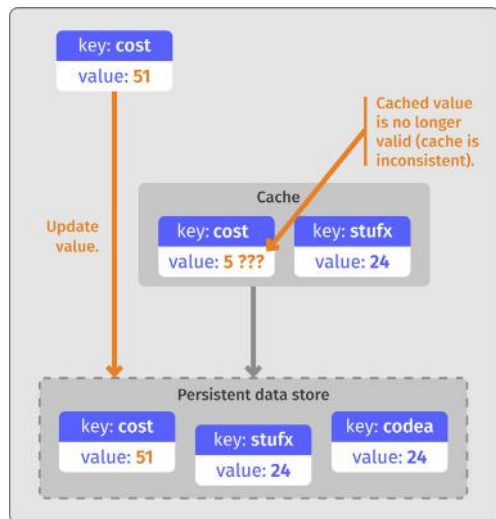 key: cost
value: 51
Cached value
is no longer
valid (cache is
inconsistent).
Update
value.
Cache
key: cost
value: 5 ???
key: stufx
value: 24
Persistent data store
key: cost
value: 51
key: stufx
value: 24
key: codea
value: 24